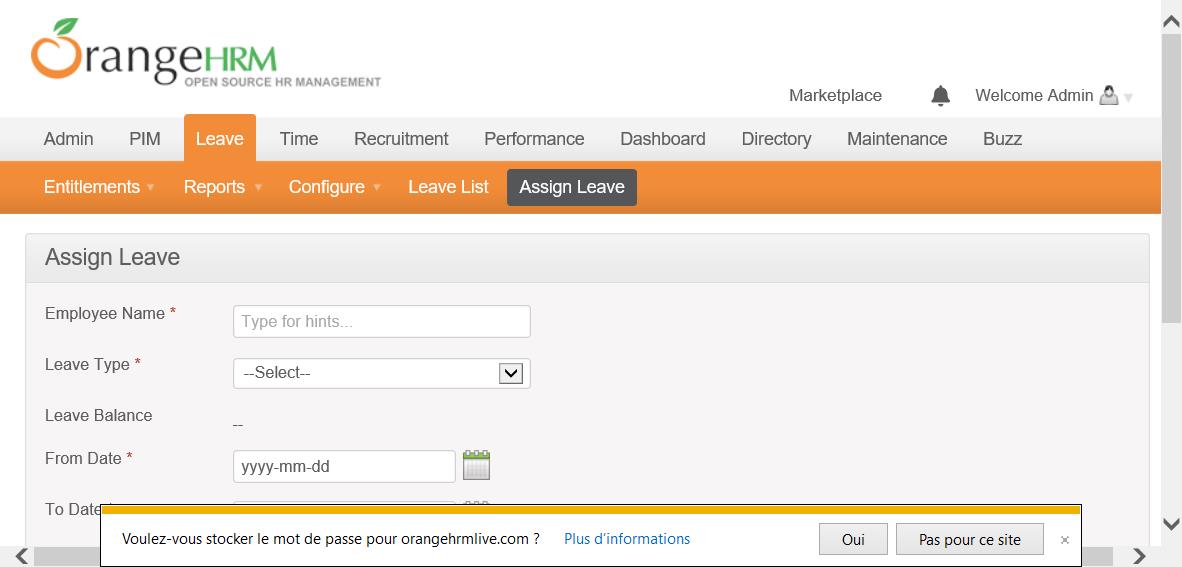 OrangeHRM
OPEN SOURCE HR MANAGEMENT
Marketplace Welcome Admin
Admin PIM Leave Time Recruitment Performance Dashboard Directory Maintenance Buzz
Entitlements Reports Configure Leave List Assign Leave
Assign Leave
Employee Name * Type for hints...
Leave Type * --Select--
Leave Balance --
From Date * yyyy-mm-dd
To Date
Voulez-vous stocker le mot de passe pour orangehrmlive.com ? Plus d'informations Oui Pas pour ce site ×